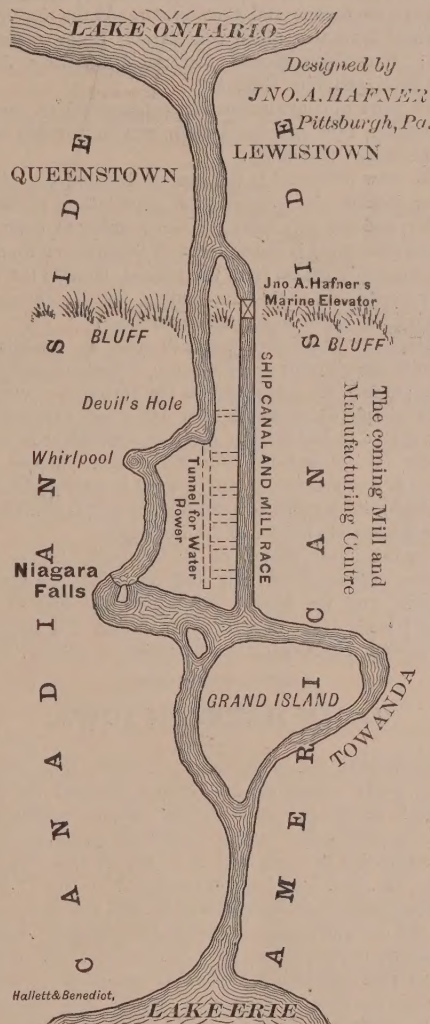 LAKE ONTARIO
Designed by
JNO. A. HAFNER
Pittsburgh, Pa.
QUEENSTOWN
LEWISTOWN
Jno A. Hafner s
Marine Elevator
BLUFF
BLUFF
Devil's Hole
Whirlpool
SHIP CANAL AND MILL RACE
The coming Mill and
Manufacturing Centre
Tunnel for Water
Power
Niagara
Falls
GRAND ISLAND
TOWANDA
CANADIAN SIDE
AMERICAN SIDE
Hallett & Benedict,
LAKE ERIE